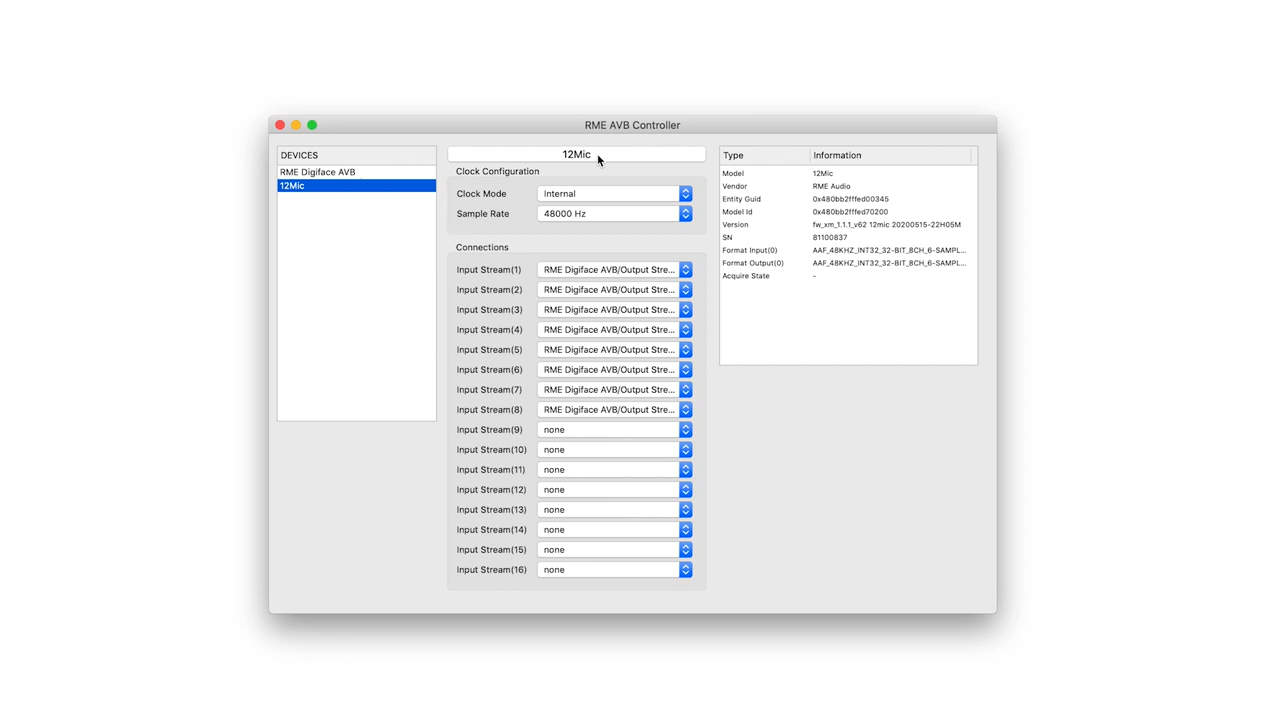 RME AVB Controller
DEVICES
RME Digiface AVB
12Mic
12Mic
Clock Configuration
Clock Mode Internal
Sample Rate 48000 Hz
Connections
Input Stream(1) RME Digiface AVB/Output Stre...
Input Stream(2) RME Digiface AVB/Output Stre...
Input Stream(3) RME Digiface AVB/Output Stre...
Input Stream(4) RME Digiface AVB/Output Stre...
Input Stream(5) RME Digiface AVB/Output Stre...
Input Stream(6) RME Digiface AVB/Output Stre...
Input Stream(7) RME Digiface AVB/Output Stre...
Input Stream(8) RME Digiface AVB/Output Stre...
Input Stream(9) none
Input Stream(10) none
Input Stream(11) none
Input Stream(12) none
Input Stream(13) none
Input Stream(14) none
Input Stream(15) none
Input Stream(16) none
Type Information
Model 12Mic
Vendor RME Audio
Entity Guid 0x480bb2fffed00345
Model Id 0x480bb2fffed70200
Version fw_xm_1.1.1_v62 12mic 20200515-22H05M
SN 81100837
Format Input(0) AAF_48KHZ_INT32_32-BIT_8CH_6-SAMPL...
Format Output(0) AAF_48KHZ_INT32_32-BIT_8CH_6-SAMPL...
Acquire State -